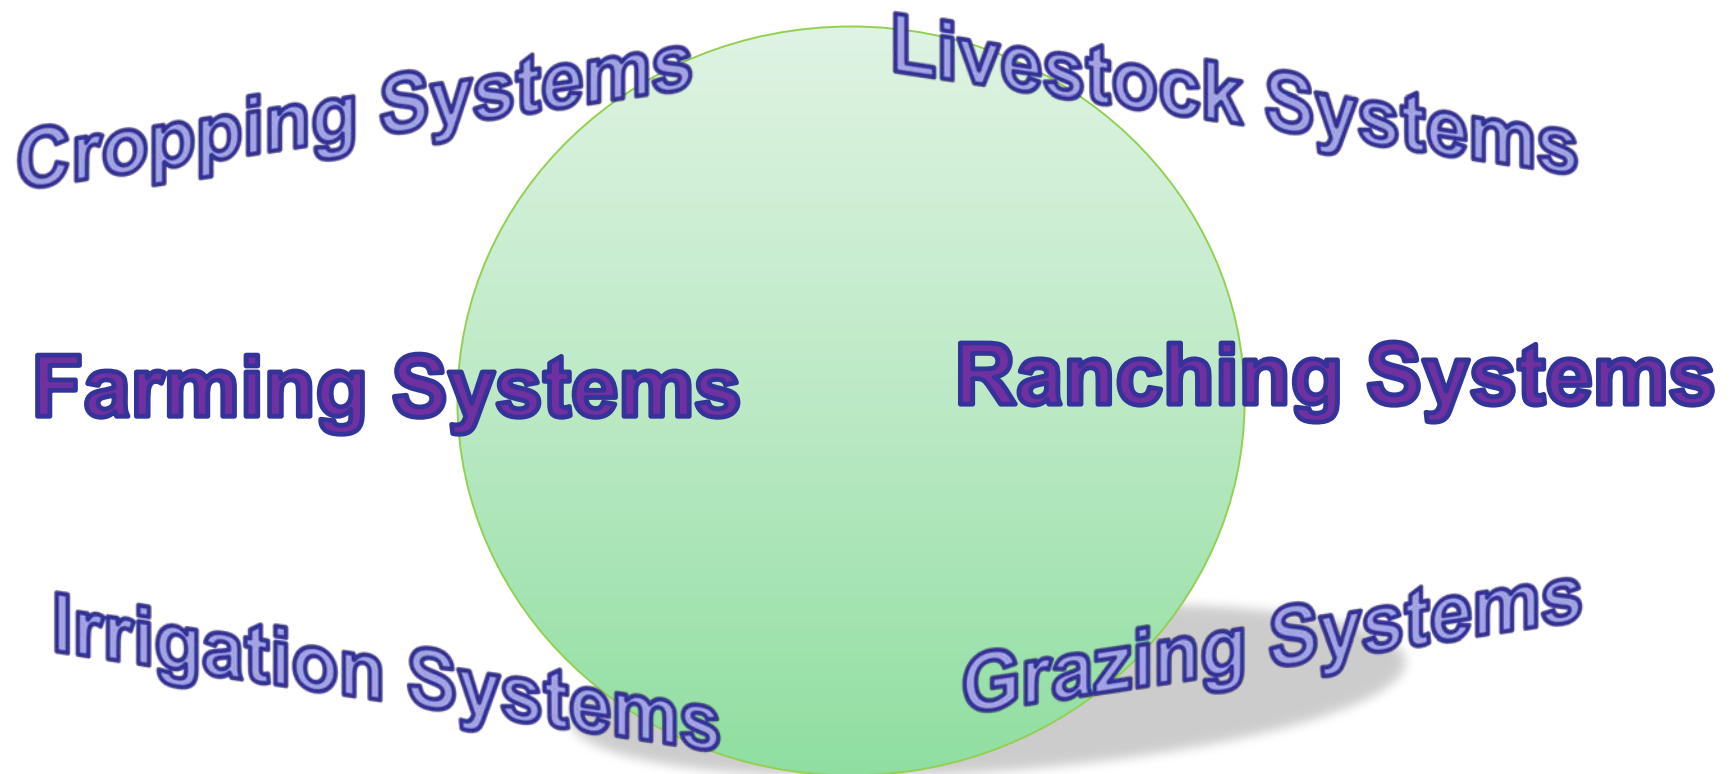 Cropping Systems
Livestock Systems
Farming Systems
Ranching Systems
Irrigation Systems
Grazing Systems